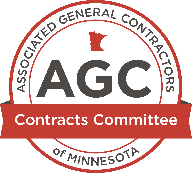 ASSOCIATED GENERAL CONTRACTORS
AGC
Contracts Committee
of MINNESOTA